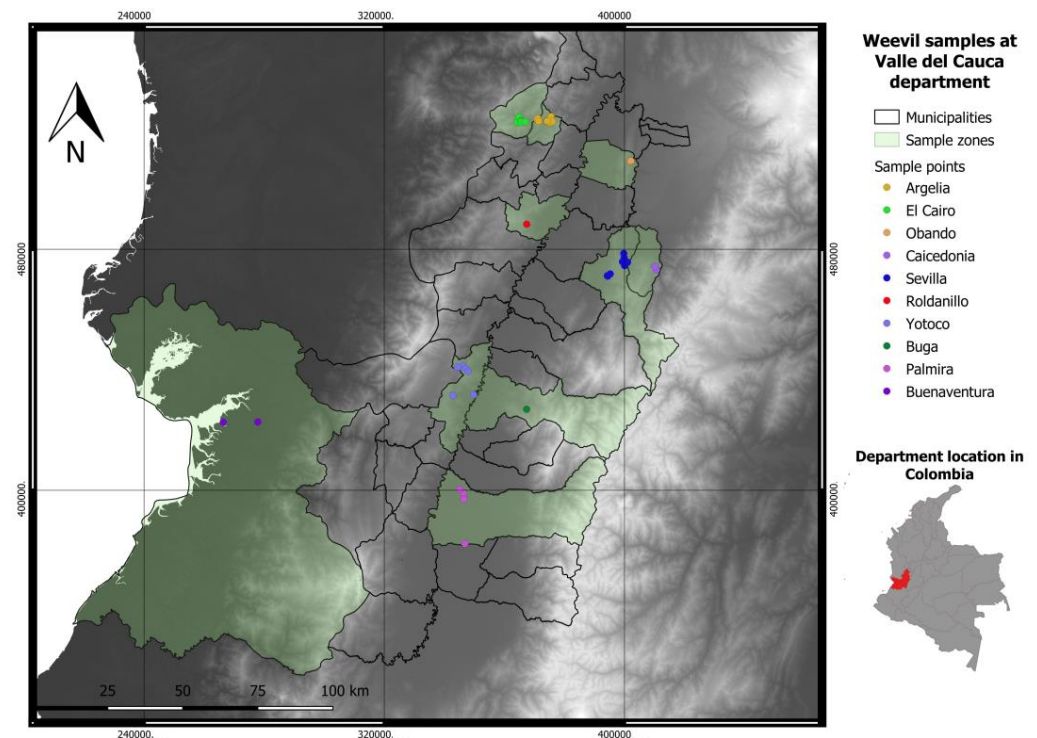 240000
320000.
400000
Weevil samples at
Valle del Cauca
department
Municipalities
Sample zones
Sample points
Argelia
El Cairo
Obando
Caicedonia
Sevilla
Roldanillo
Yotoco
Buga
Palmira
Buenaventura
N
480000.
480000.
400000
400000
Department location in
Colombia
25
50
75
100 km
240000.
320000.
400000